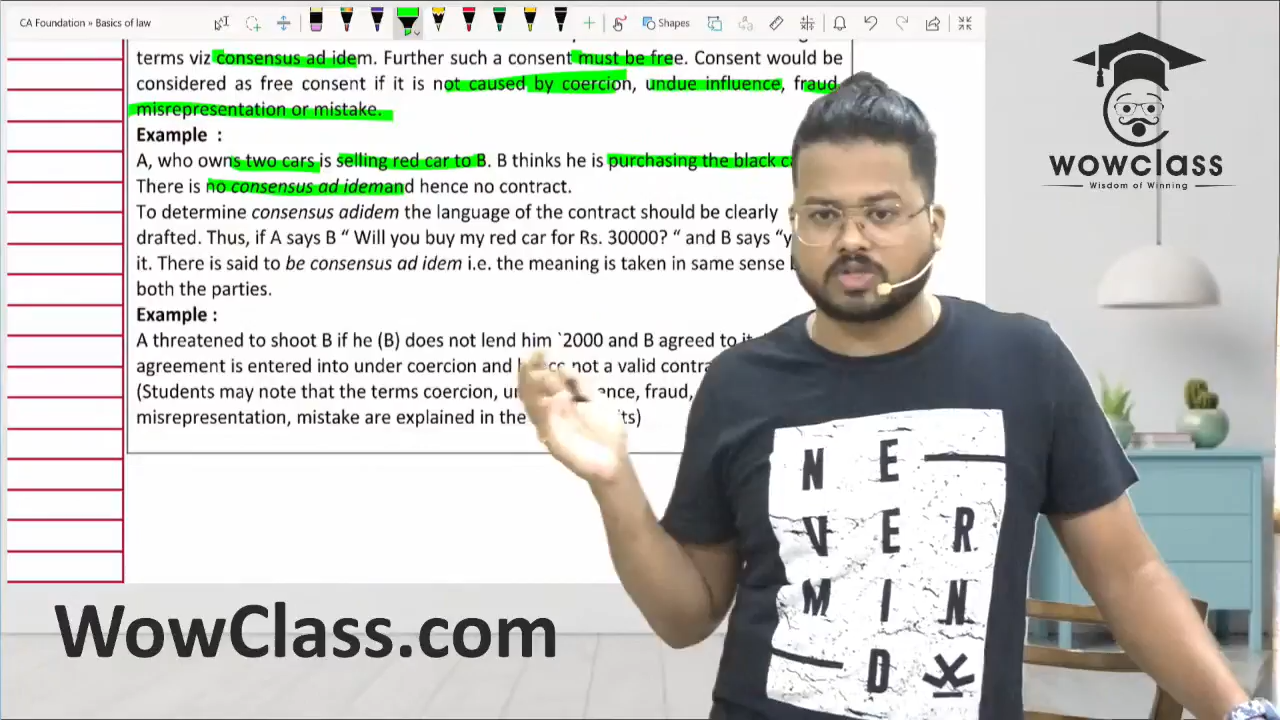 CA Foundation » Basics of law
Shapes
terms viz consensus ad idem. Further such a consent must be free. Consent would be
considered as free consent if it is not caused by coercion, undue influence, fraud,
misrepresentation or mistake.
Example :
A, who owns two cars is selling red car to B. B thinks he is purchasing the black
There is no consensus ad idemand hence no contract.
To determine consensus adidem the language of the contract should be clearly
drafted. Thus, if A says B “ Will you buy my red car for Rs. 30000? “ and B says
it. There is said to be consensus ad idem i.e. the meaning is taken in same sense
both the parties.
Example :
A threatened to shoot B if he (B) does not lend him `2000 and B agreed to it
agreement is entered into under coercion and not a valid
(Students may note that the terms coercion, fraud,
misrepresentation, mistake are explained in the
WowClass.com
wowclass
Wisdom of Winning
N E
V E R
M I N
D